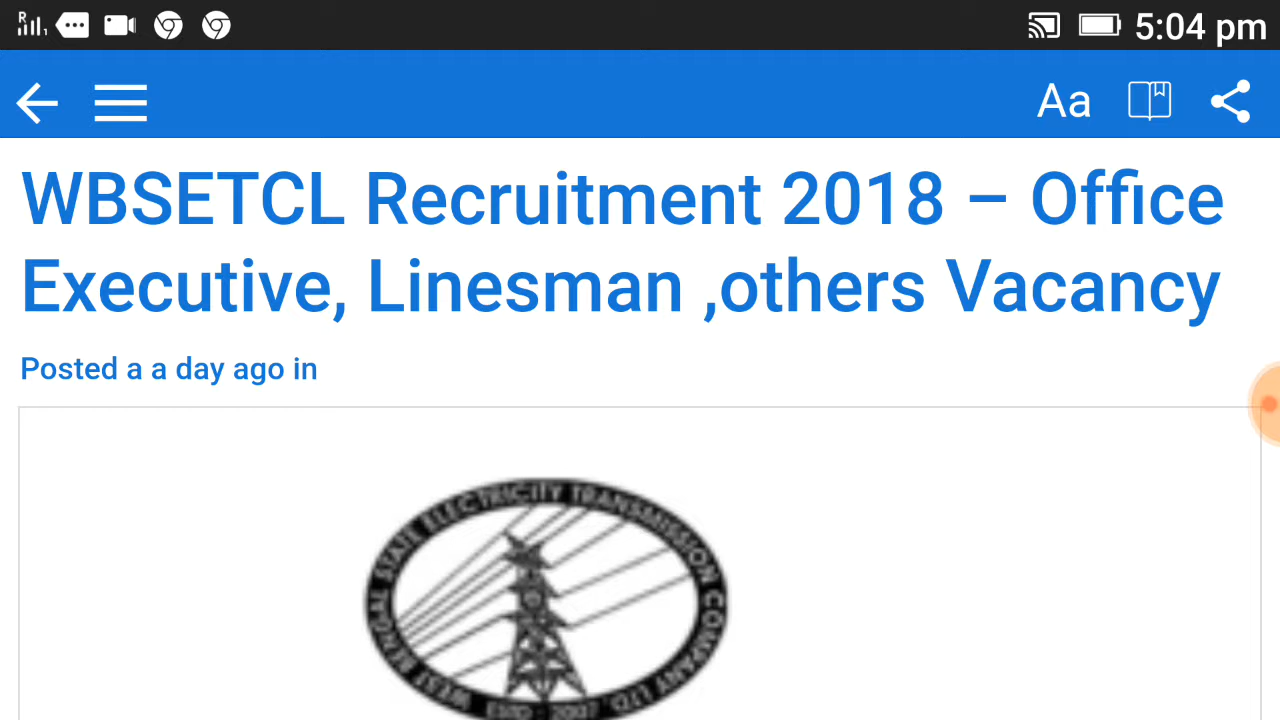 R 1 5:04 pm
Aa
WBSETCL Recruitment 2018 – Office
Executive, Linesman ,others Vacancy
Posted a a day ago in
WEST BENGAL STATE ELECTRICITY TRANSMISSION COMPANY LTD.
ESTD - 2007